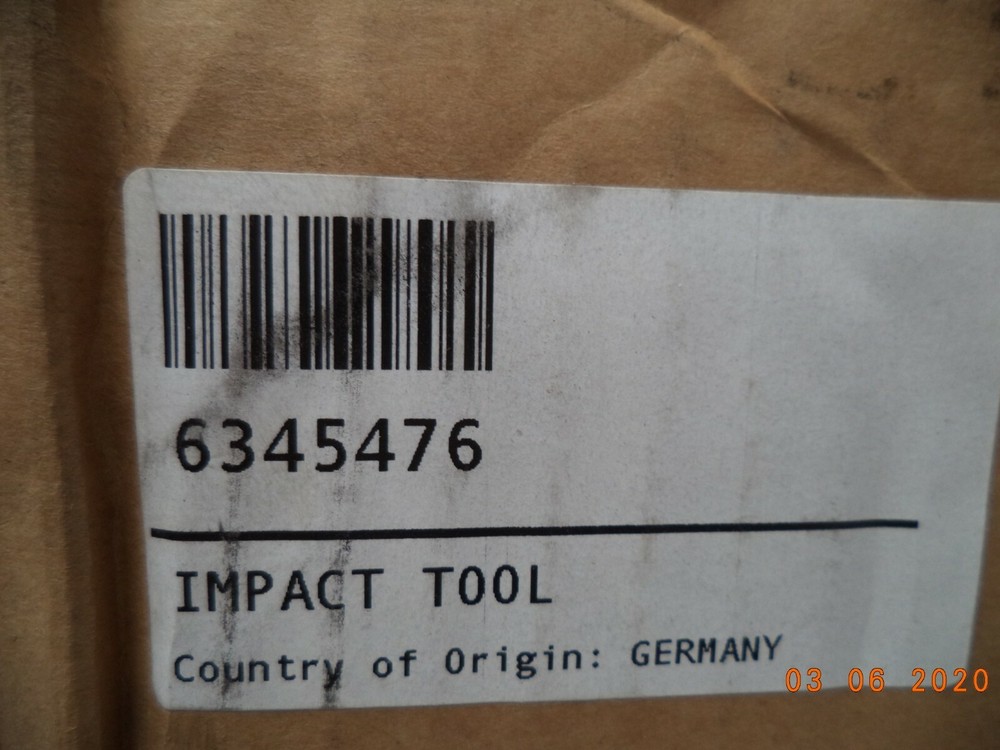 6345476
IMPACT TOOL
Country of Origin: GERMANY
03 06 2020